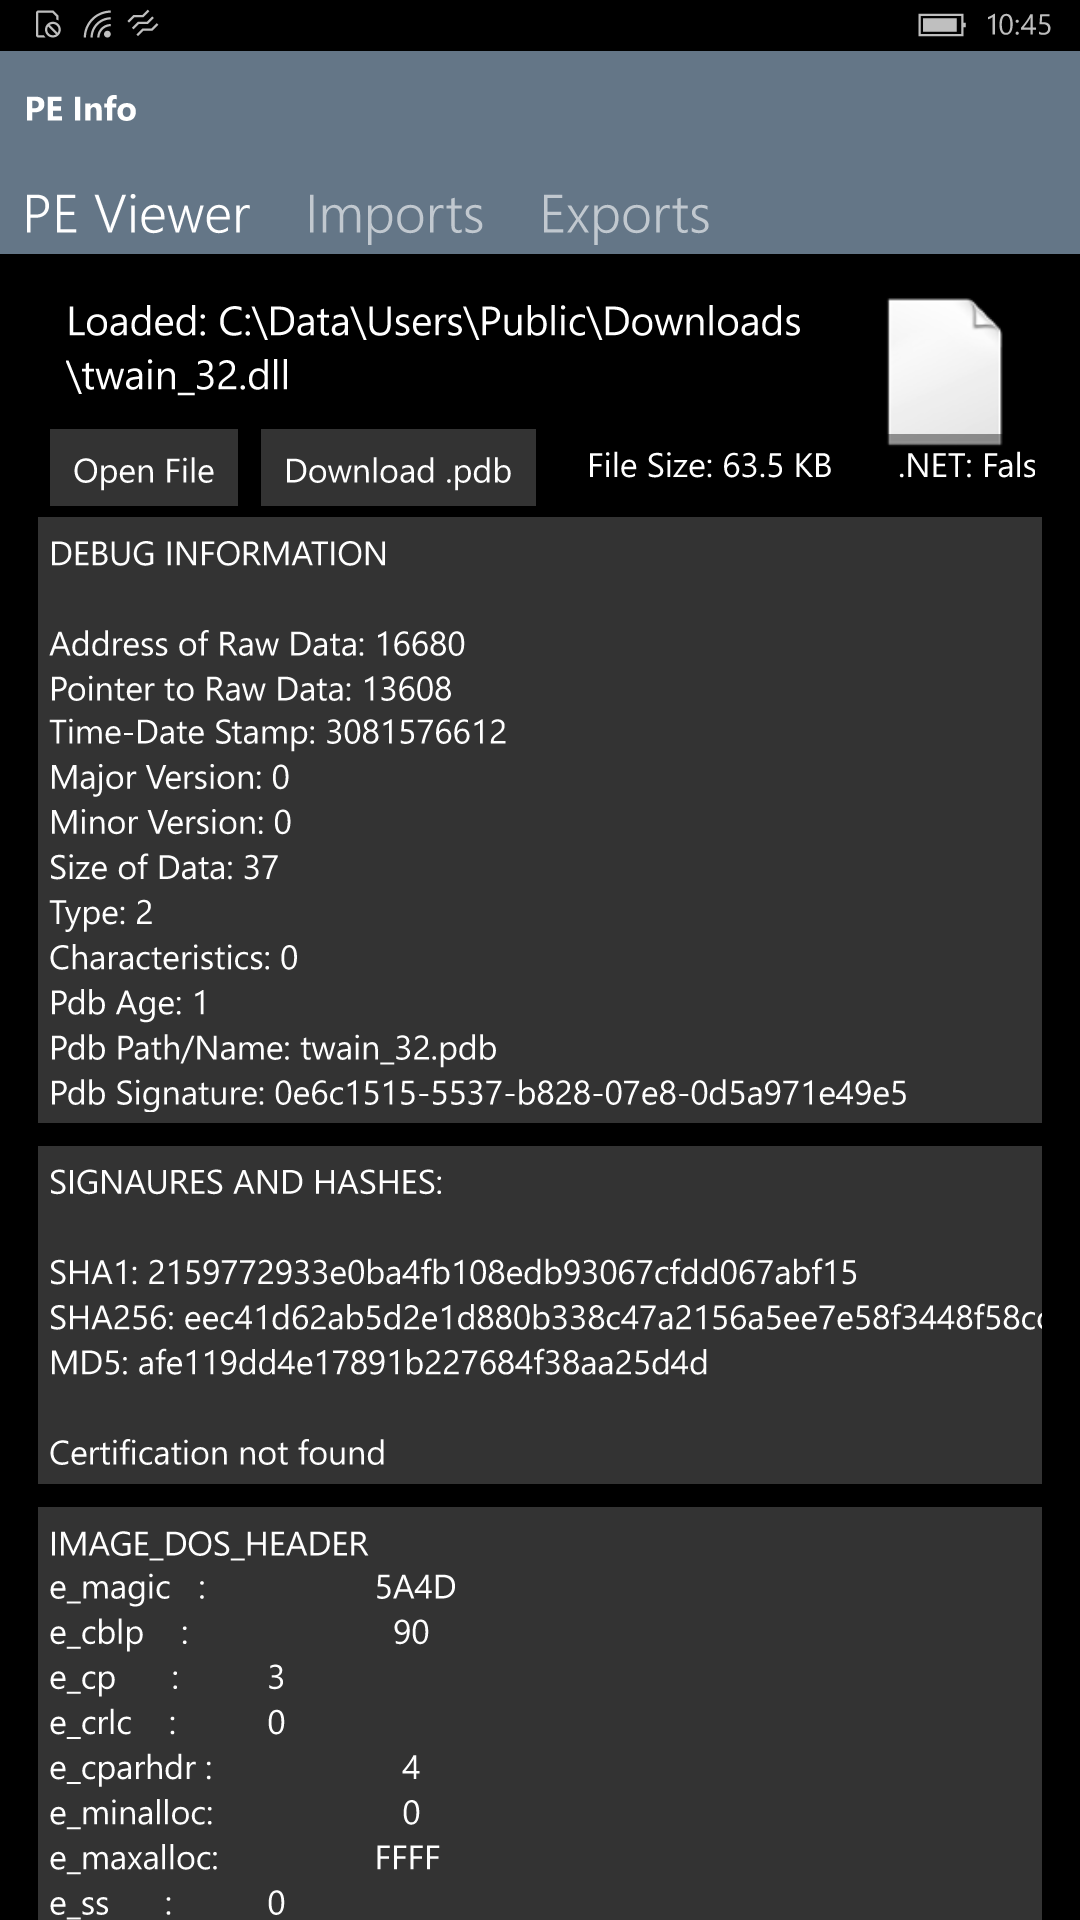 10:45
PE Info
PE Viewer Imports Exports
Loaded: C:\Data\Users\Public\Downloads
\twain_32.dll
Open File Download .pdb File Size: 63.5 KB .NET: Fals
DEBUG INFORMATION
Address of Raw Data: 16680
Pointer to Raw Data: 13608
Time-Date Stamp: 3081576612
Major Version: 0
Minor Version: 0
Size of Data: 37
Type: 2
Characteristics: 0
Pdb Age: 1
Pdb Path/Name: twain_32.pdb
Pdb Signature: 0e6c1515-5537-b828-07e8-0d5a971e49e5
SIGNAURES AND HASHES:
SHA1: 2159772933e0ba4fb108edb93067cfdd067abf15
SHA256: eec41d62ab5d2e1d880b338c47a2156a5ee7e58f3448f58c
MD5: afe119dd4e17891b227684f38aa25d4d
Certification not found
IMAGE_DOS_HEADER
e_magic : 5A4D
e_cblp : 90
e_cp : 3
e_crlc : 0
e_cparhdr : 4
e_minalloc: 0
e_maxalloc: FFFF
e_ss : 0